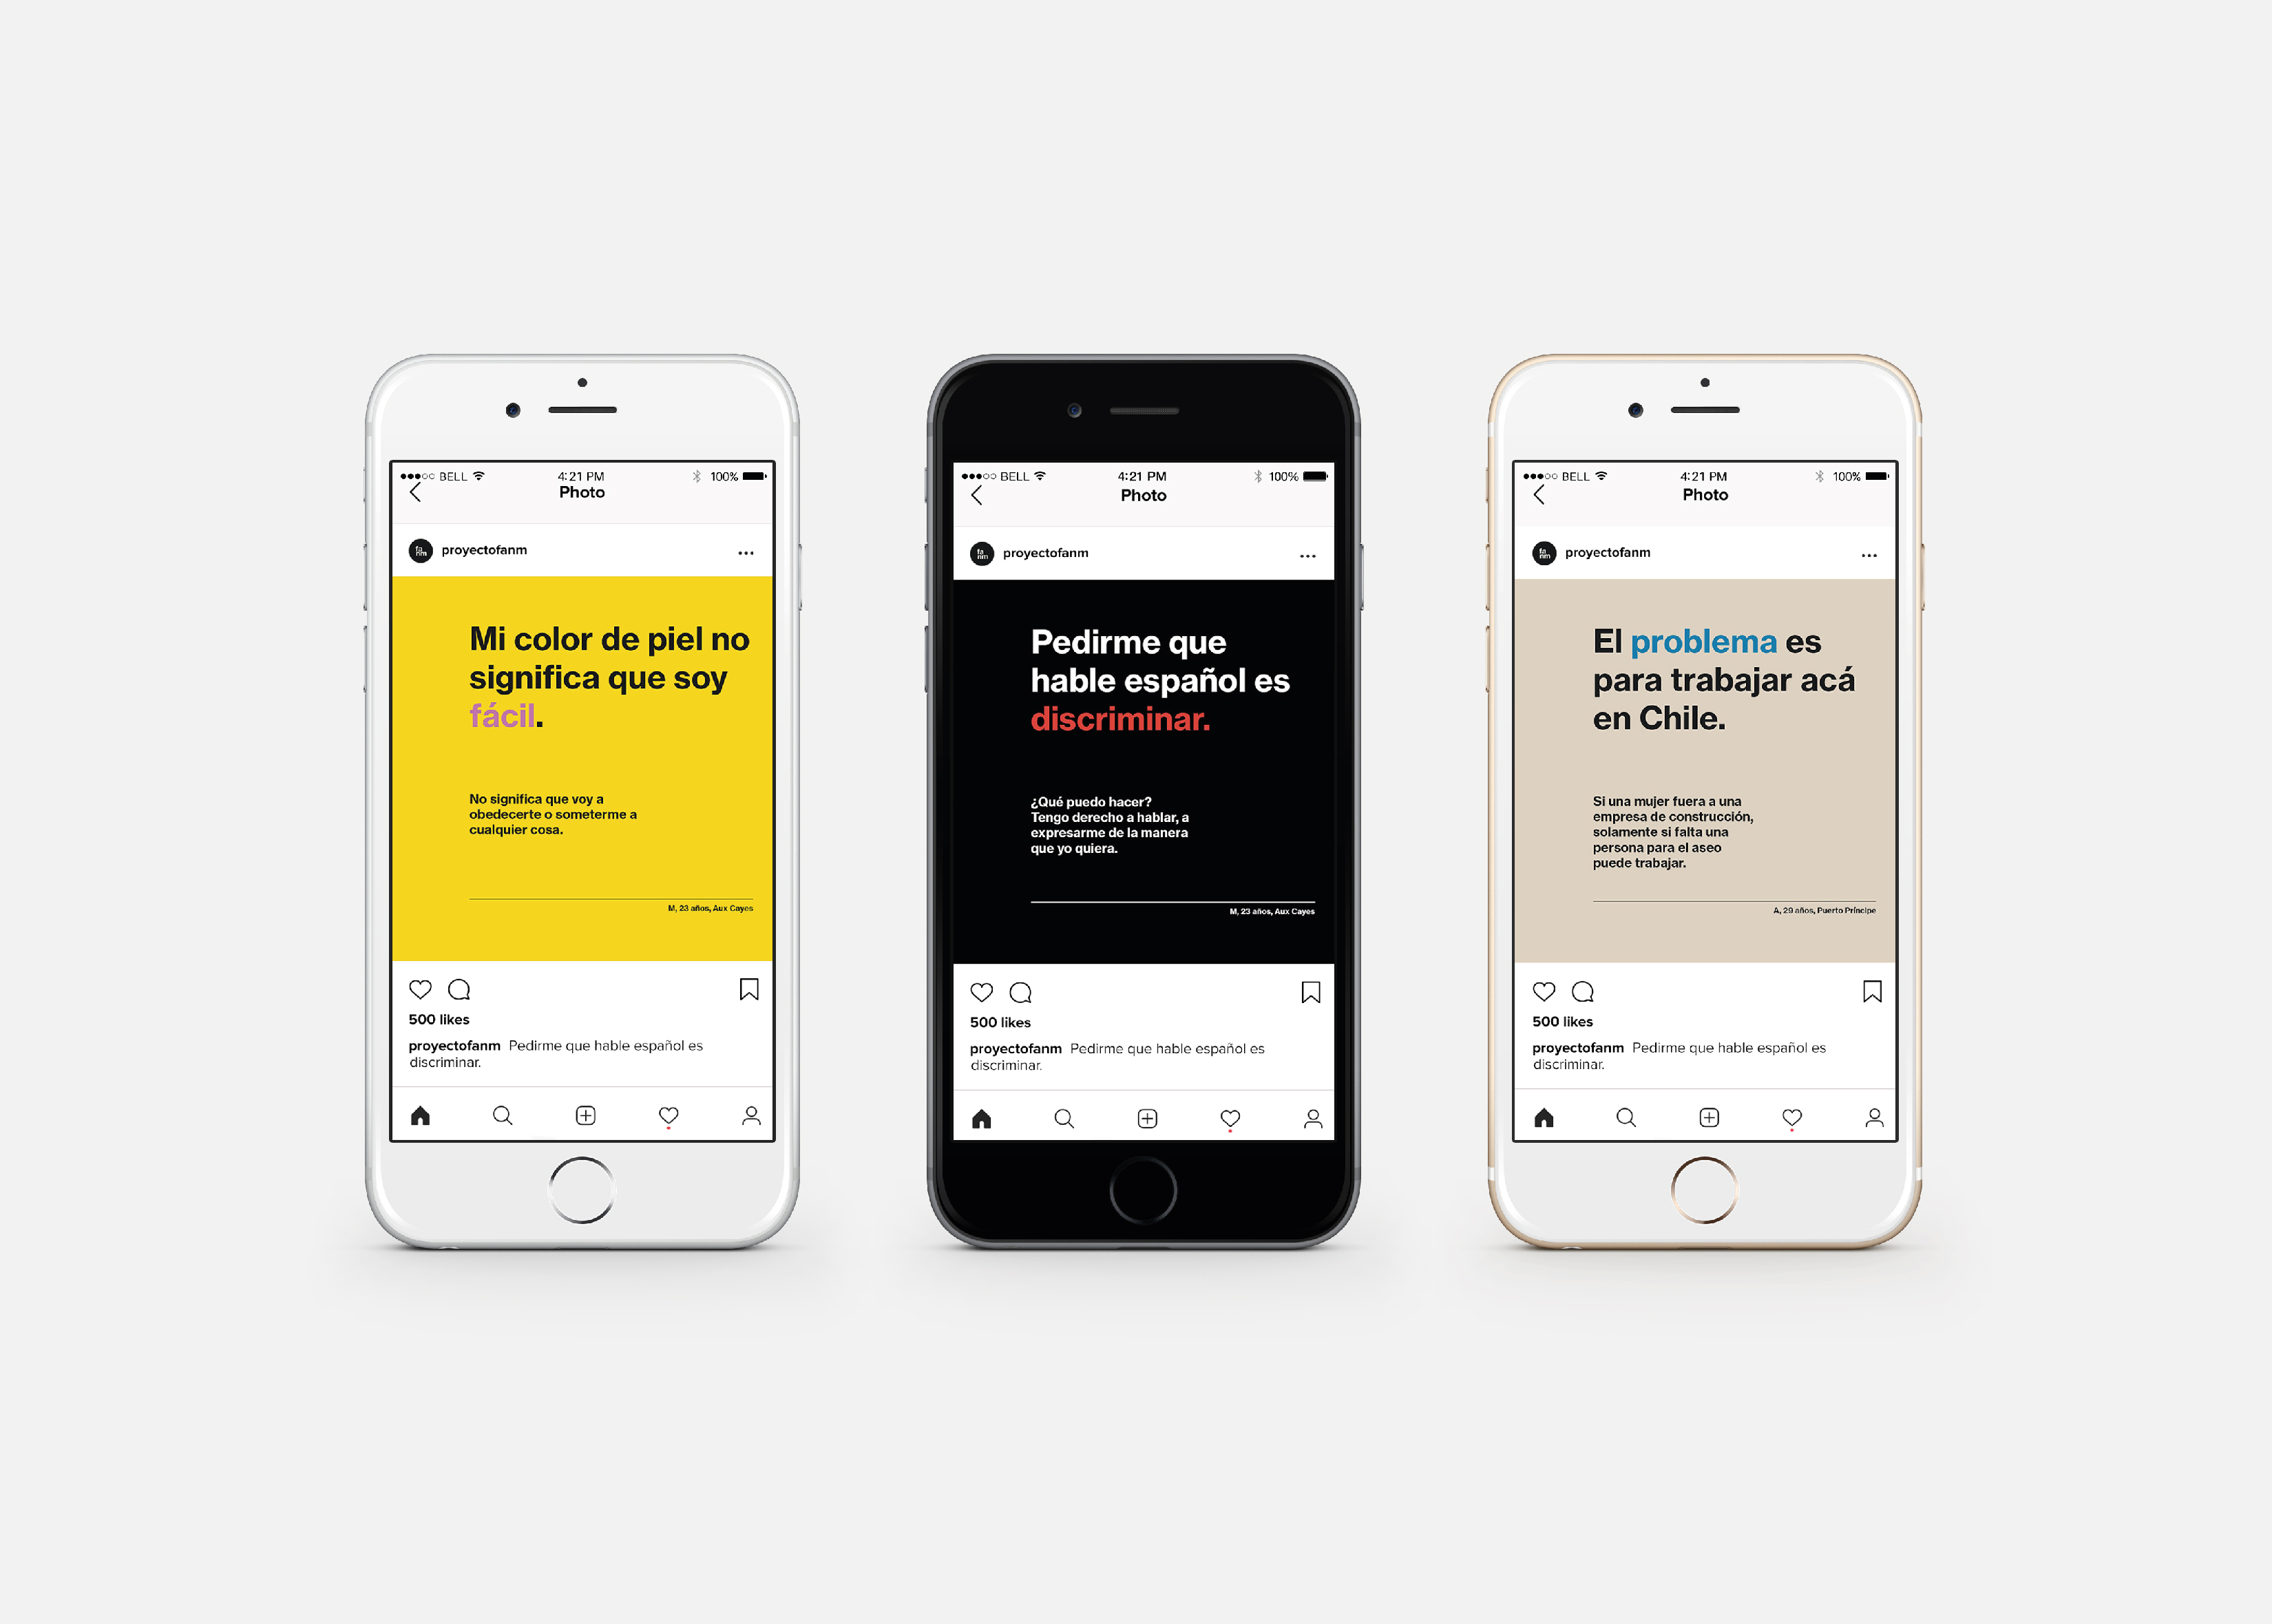 BELL
4:21 PM
100%
Photo
fa
nm
proyectofanm
Mi color de piel no
significa que soy
fácil.
No significa que voy a
obedecerte o someterme a
cualquier cosa.
M, 23 años, Aux Cayes
500 likes
proyectofanm Pedirme que hable español es
discriminar.
BELL
4:21 PM
100%
Photo
fa
nm
proyectofanm
Pedirme que
hable español es
discriminar.
¿Qué puedo hacer?
Tengo derecho a hablar, a
expresarme de la manera
que yo quiera.
M, 23 años, Aux Cayes
500 likes
proyectofanm Pedirme que hable español es
discriminar.
BELL
4:21 PM
100%
Photo
fa
nm
proyectofanm
El problema es
para trabajar acá
en Chile.
Si una mujer fuera a una
empresa de construcción,
solamente si falta una
persona para el aseo
puede trabajar.
A, 29 años, Puerto Príncipe
500 likes
proyectofanm Pedirme que hable español es
discriminar.